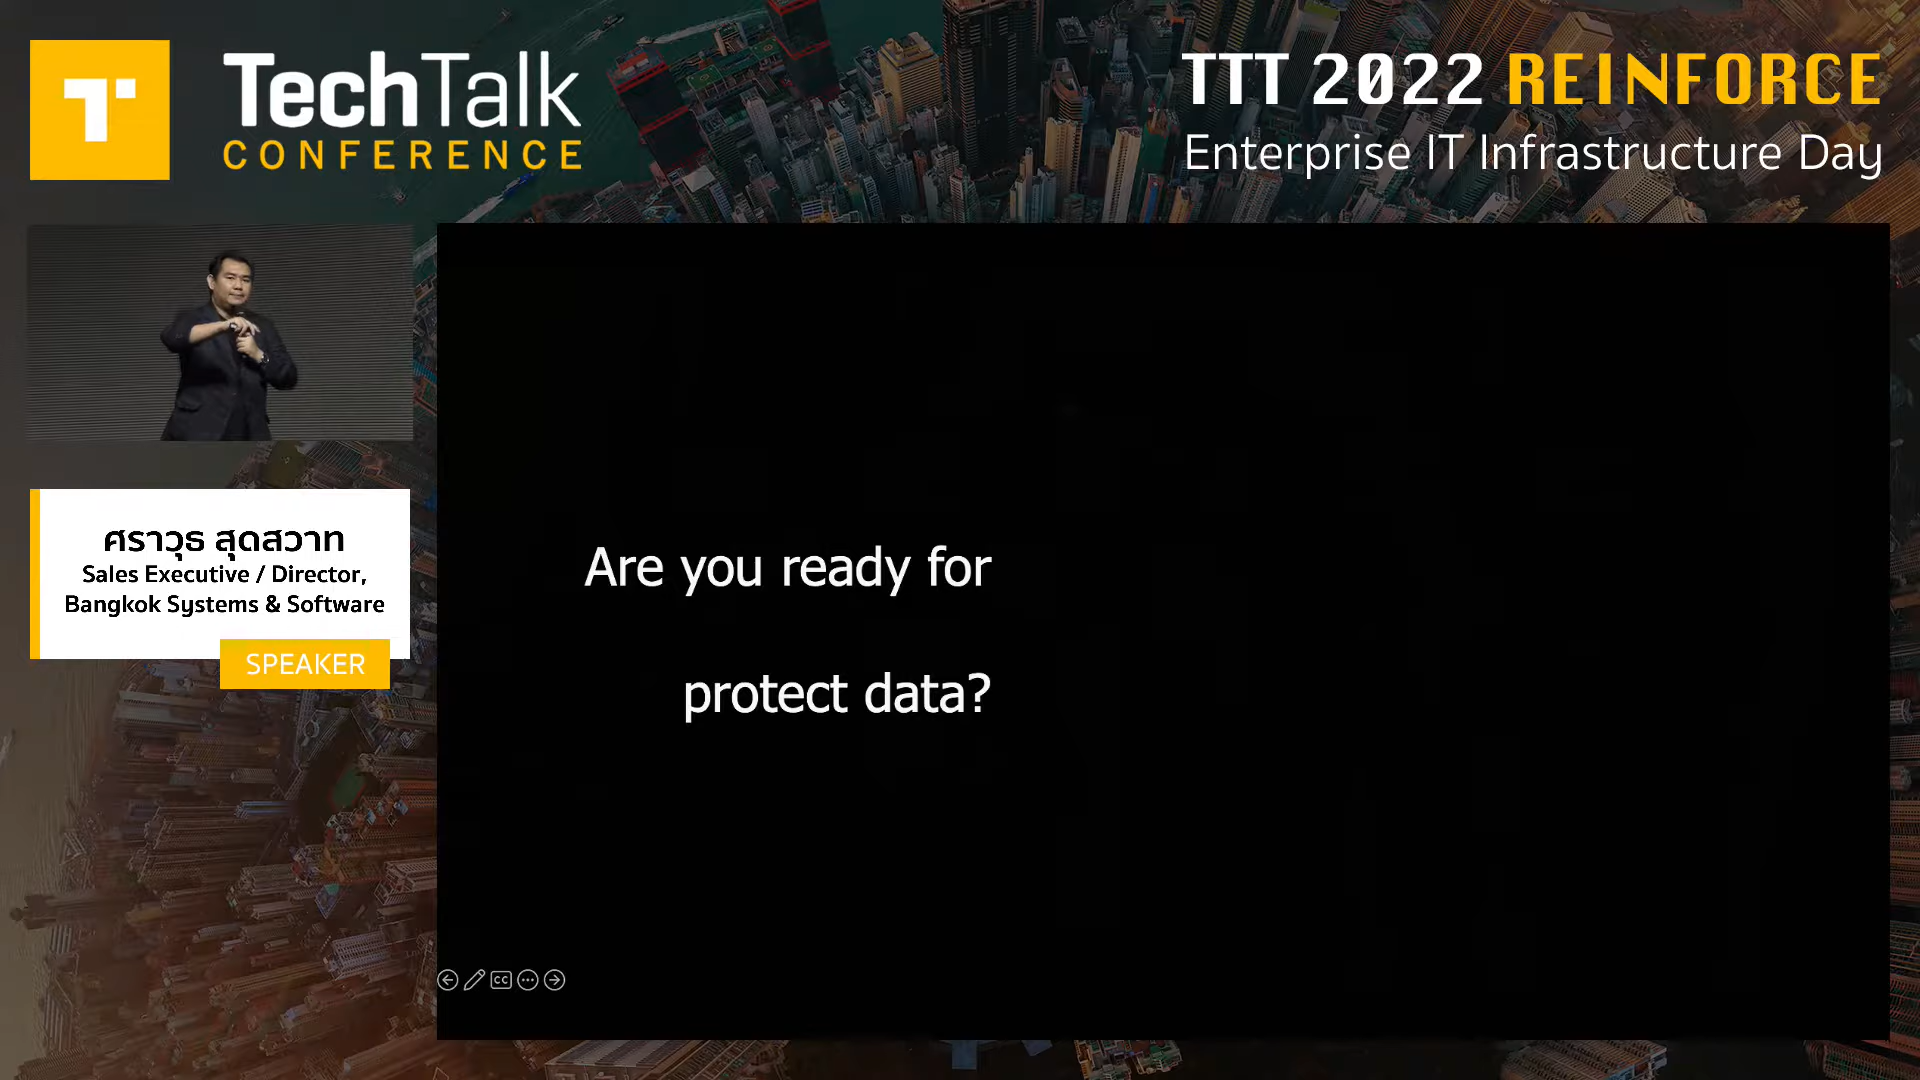 TechTalk
CONFERENCE
TTT 2022 REINFORCE
Enterprise IT Infrastructure Day
ศราวุธ สุดสวาท
Sales Executive / Director,
Bangkok Systems & Software
SPEAKER
Are you ready for
protect data?
CC